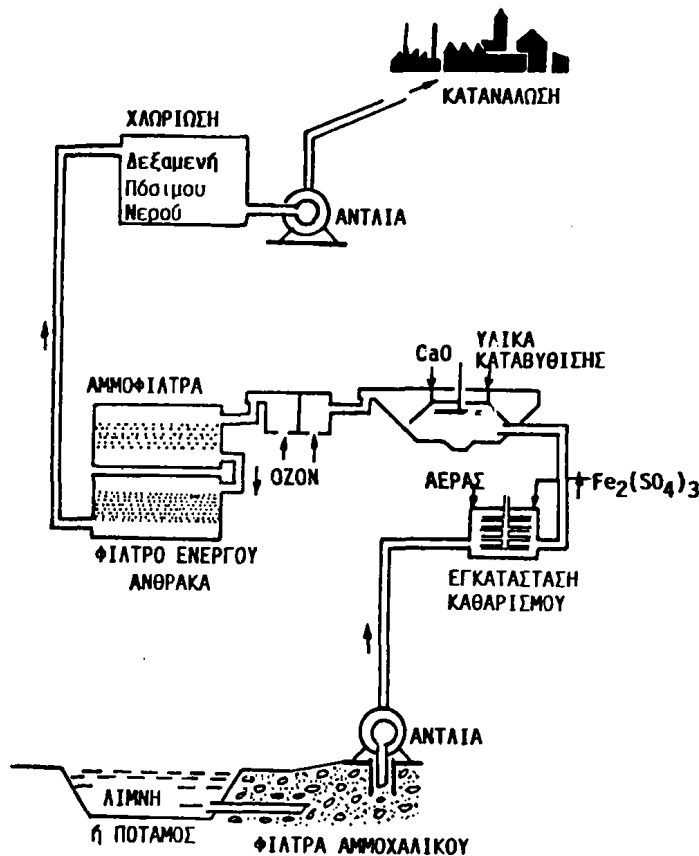 ΚΑΤΑΝΑΛΩΣΗ
ΧΛΩΡΙΩΣΗ
Δεξαμενή
Πόσιμου
Νερού
ΑΝΤΛΙΑ
ΥΛΙΚΑ
CaO ΚΑΤΑΒΥΘΙΣΗΣ
ΑΜΜΟΦΙΛΤΡΑ
ΟΖΟΝ
ΑΕΡΑΣ
Fe₂(SO₄)₃
ΦΙΛΤΡΟ ΕΝΕΡΓΟΥ
ΑΝΘΡΑΚΑ
ΕΓΚΑΤΑΣΤΑΣΗ
ΚΑΘΑΡΙΣΜΟΥ
ΑΝΤΛΙΑ
ΛΙΜΝΗ
ή ΠΟΤΑΜΟΣ
ΦΙΛΤΡΑ ΑΜΜΟΧΑΛΙΚΟΥ